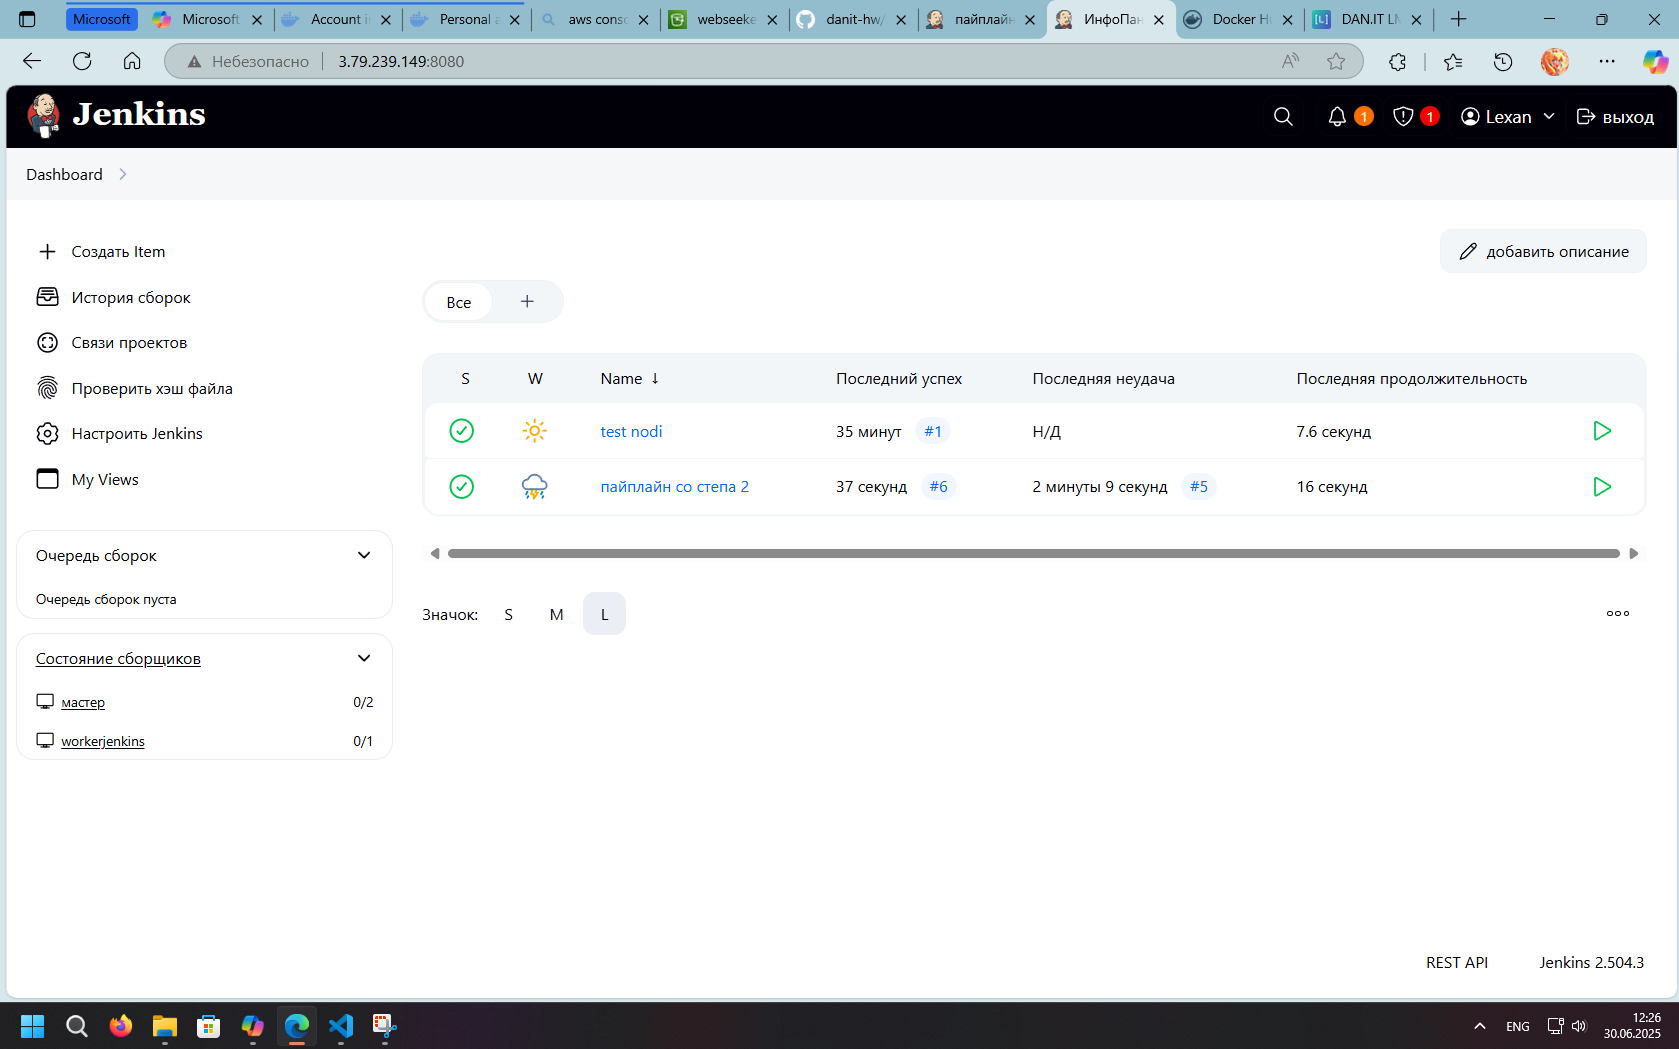 Microsoft
Microsoft
Account i
Personal a
aws conso
webseeke
danit-hw/
пайплайн
ИнфоПан
Docker H
DAN.IT LM
Небезопасно
3.79.239.149:8080
Jenkins
1
1
Lexan
выход
Dashboard
Создать Item
История сборок
Связи проектов
Проверить хэш файла
Настроить Jenkins
My Views
добавить описание
Все
+
S W Name ↓ Последний успех Последняя неудача Последняя продолжительность
test nodi 35 минут #1 Н/Д 7.6 секунд
пайплайн со степа 2 37 секунд #6 2 минуты 9 секунд #5 16 секунд
Очередь сборок
Очередь сборок пуста
Состояние сборщиков
мастер 0/2
workerjenkins 0/1
Значок: S M L
REST API
Jenkins 2.504.3
ENG
12:26
30.06.2025